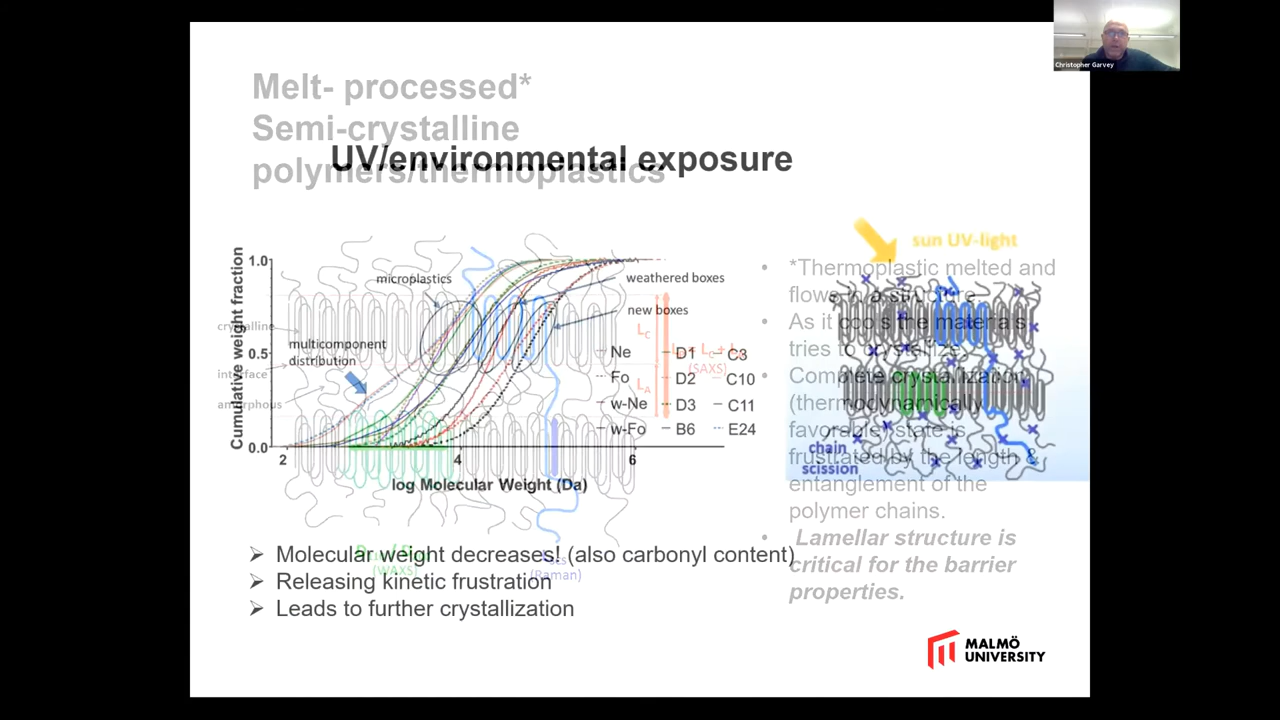 Christopher Garvey
Melt- processed*
Semi-crystalline
polymers/thermoplastics
UV/environmental exposure
Cumulative weight fraction
1.0
0.5
0.0
2
4
6
log Molecular Weight (Da)
microplastics
multicomponent
distribution
weathered boxes
new boxes
crystalline
interface
amorphous
Lc
LA
(SAXS)
Ne
Fo
w-Ne
w-Fo
D1
D2
D3
B6
C3
C10
C11
E24
(WAXS)
(Raman)
sun UV-light
chain
scission
• *Thermoplastic melted and
flows in a structure
• As it cools the materials
tries to crystallize
• Complete crystallization
(thermodynamically
favorable state is
frustrated by the length &
entanglement of the
polymer chains.
• Lamellar structure is
critical for the barrier
properties.
➢ Molecular weight decreases! (also carbonyl content)
➢ Releasing kinetic frustration
➢ Leads to further crystallization
MALMÖ
UNIVERSITY